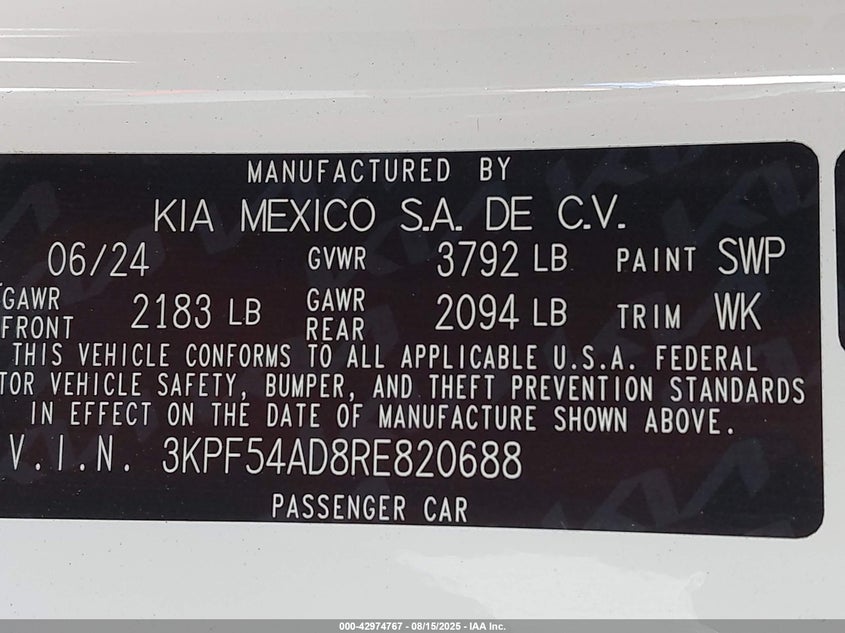 MANUFACTURED BY
KIA MEXICO S.A. DE C.V.
06/24 GVWR 3792 LB PAINT SWP
GAWR FRONT 2183 LB GAWR REAR 2094 LB TRIM WK
THIS VEHICLE CONFORMS TO ALL APPLICABLE U.S.A. FEDERAL
TOR VEHICLE SAFETY, BUMPER, AND THEFT PREVENTION STANDARDS
IN EFFECT ON THE DATE OF MANUFACTURE SHOWN ABOVE.
V.I.N. 3KPF54AD8RE820688
PASSENGER CAR
000-42974767 - 08/15/2025 - IAA Inc.